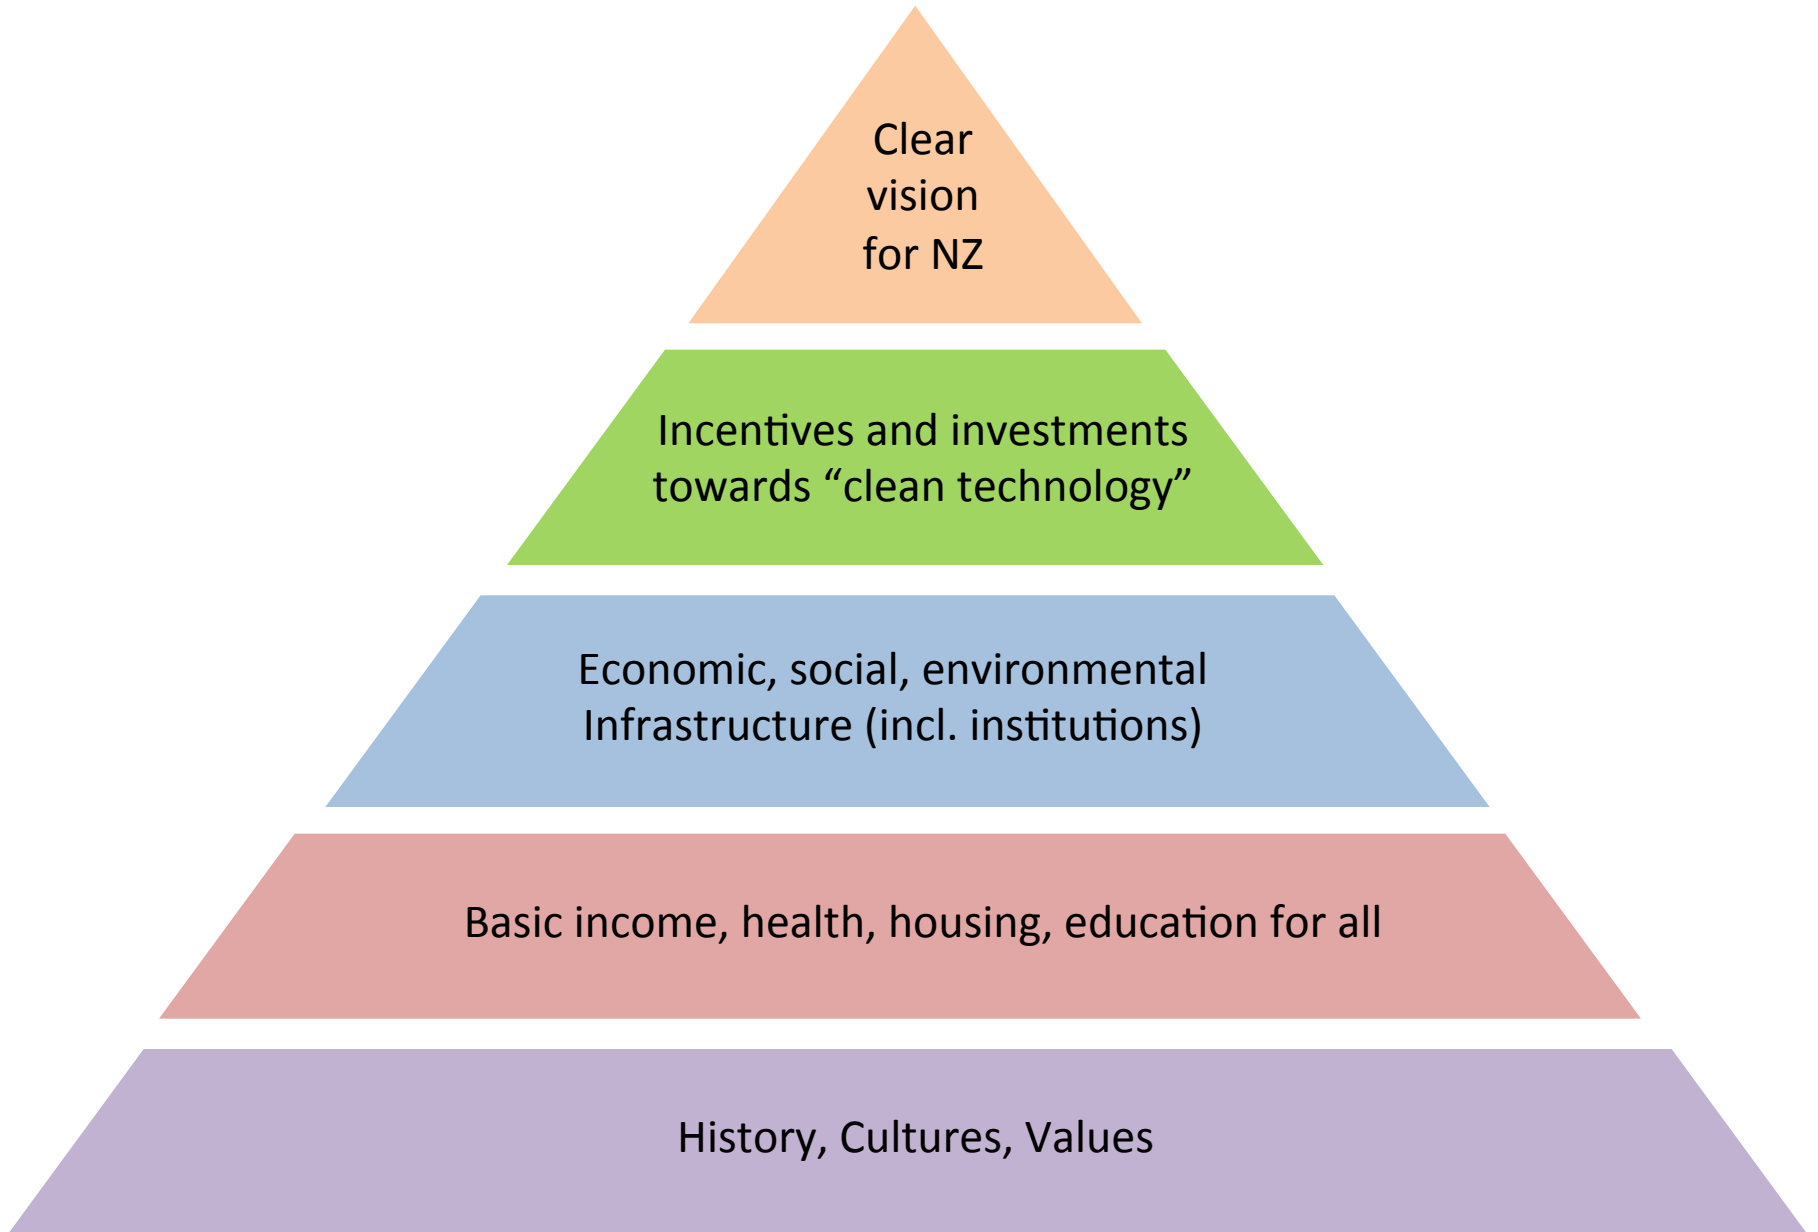 Clear
vision
for NZ
Incentives and investments
towards “clean technology”
Economic, social, environmental
Infrastructure (incl. institutions)
Basic income, health, housing, education for all
History, Cultures, Values